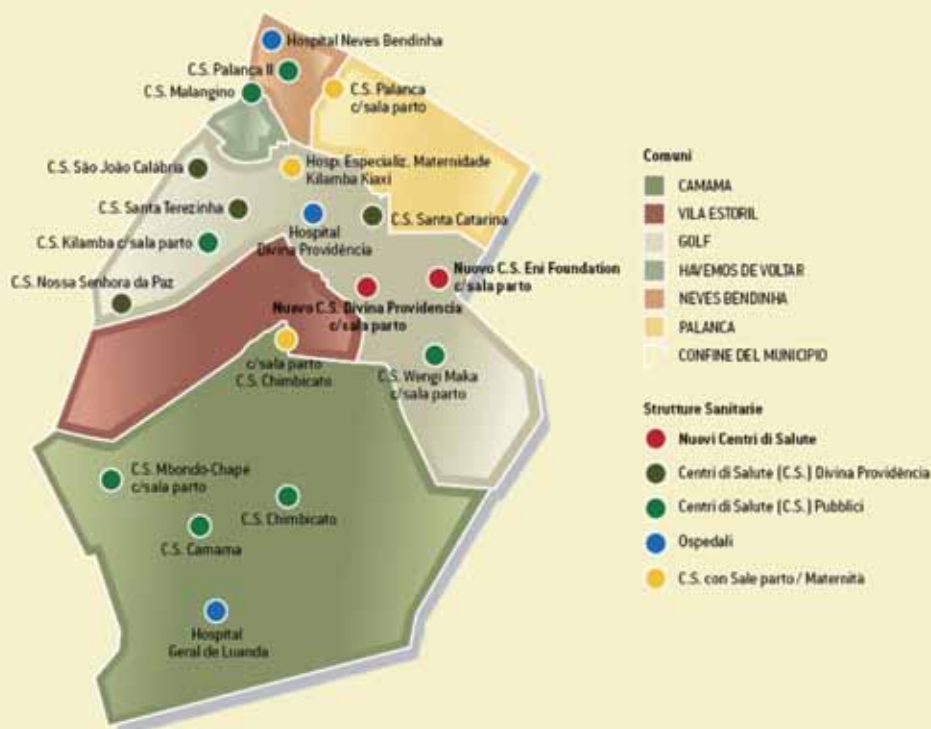 Hospital Neves Bendinha
C.S. Palança II
C.S. Malangino
C.S. Palanca
c/sala parto
C.S. São João Calábria
Hosp. Especializ. Maternidade
Kilamba Kiaxi
C.S. Santa Terezinha
C.S. Santa Catarina
C.S. Kilamba c/sala parto
Hospital
Divina Providência
C.S. Nossa Senhora da Paz
Nuovo C.S. Eni Foundation
c/sala parto
Nuovo C.S. Divina Providencia
c/sala parto
c/sala parto
C.S. Chimbicato
C.S. Wengi Maka
c/sala parto
C.S. Mbondo-Chapé
c/sala parto
C.S. Chimbicato
C.S. Camama
Hospital
Geral de Luanda
Comuni
CAMAMA
VILA ESTORIL
GOLF
HAVEMOS DE VOLTAR
NEVES BENDINHA
PALANCA
CONFINE DEL MUNICIPIO
Strutture Sanitarie
Nuovi Centri di Salute
Centri di Salute (C.S.) Divina Providência
Centri di Salute (C.S.) Pubblici
Ospedali
C.S. con Sale parto / Maternità